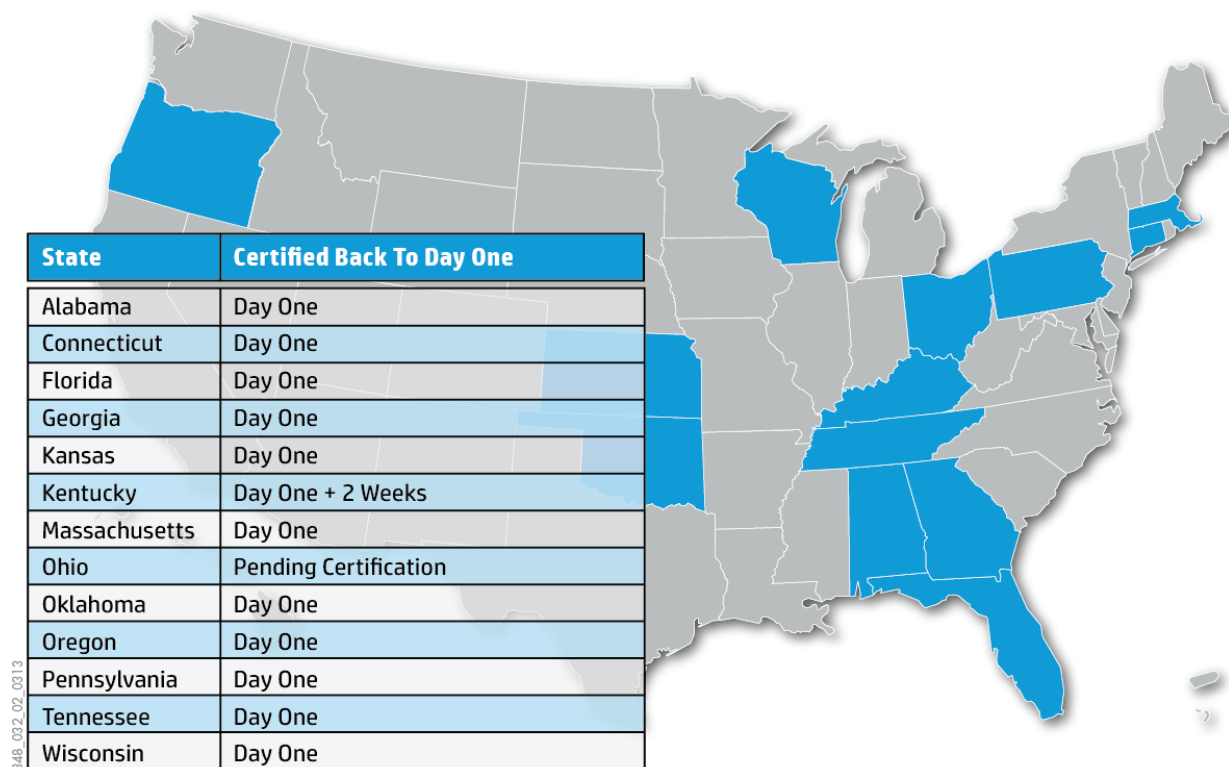 State Certified Back To Day One
Alabama Day One
Connecticut Day One
Florida Day One
Georgia Day One
Kansas Day One
Kentucky Day One + 2 Weeks
Massachusetts Day One
Ohio Pending Certification
Oklahoma Day One
Oregon Day One
Pennsylvania Day One
Tennessee Day One
Wisconsin Day One